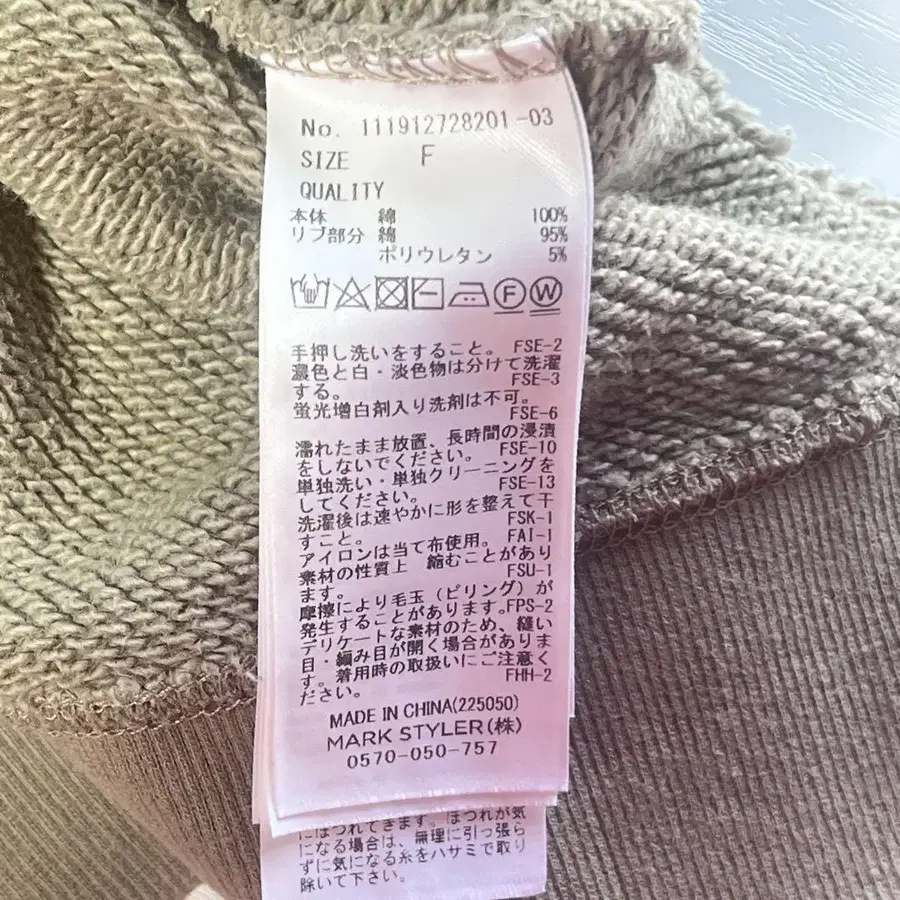 No. 111912728201-03
SIZE F
QUALITY
本体 綿 100%
リブ部分 綿 95%
ポリウレタン 5%
F W
手押し洗いをすること。 FSE-2
濃色と白・淡色物は分けて洗濯
する。 FSE-3
蛍光増白剤入り洗剤は不可。
FSE-6
濡れたまま放置、長時間の浸漬
をしないでください。 FSE-10
単独洗い・単独クリーニングを
してください。 FSE-13
洗濯後は速やかに形を整えて干
すこと。 FSK-1
アイロンは当て布使用。 FAI-1
素材の性質上 縮むことがあり
ます。 FSU-1
摩擦により毛玉(ピリング)が
発生することがあります。FPS-2
デリケートな素材のため、縫い
目・編み目が開く場合がありま
す。着用時の取扱いにご注意く
ださい。 FHH-2
MADE IN CHINA(225050)
MARK STYLER(株)
0570-050-757
にほつれてきます。ほつれが気
になる場合は、無理に引っ張ら
ずに気になる糸をハサミで取り
除いて下さい。